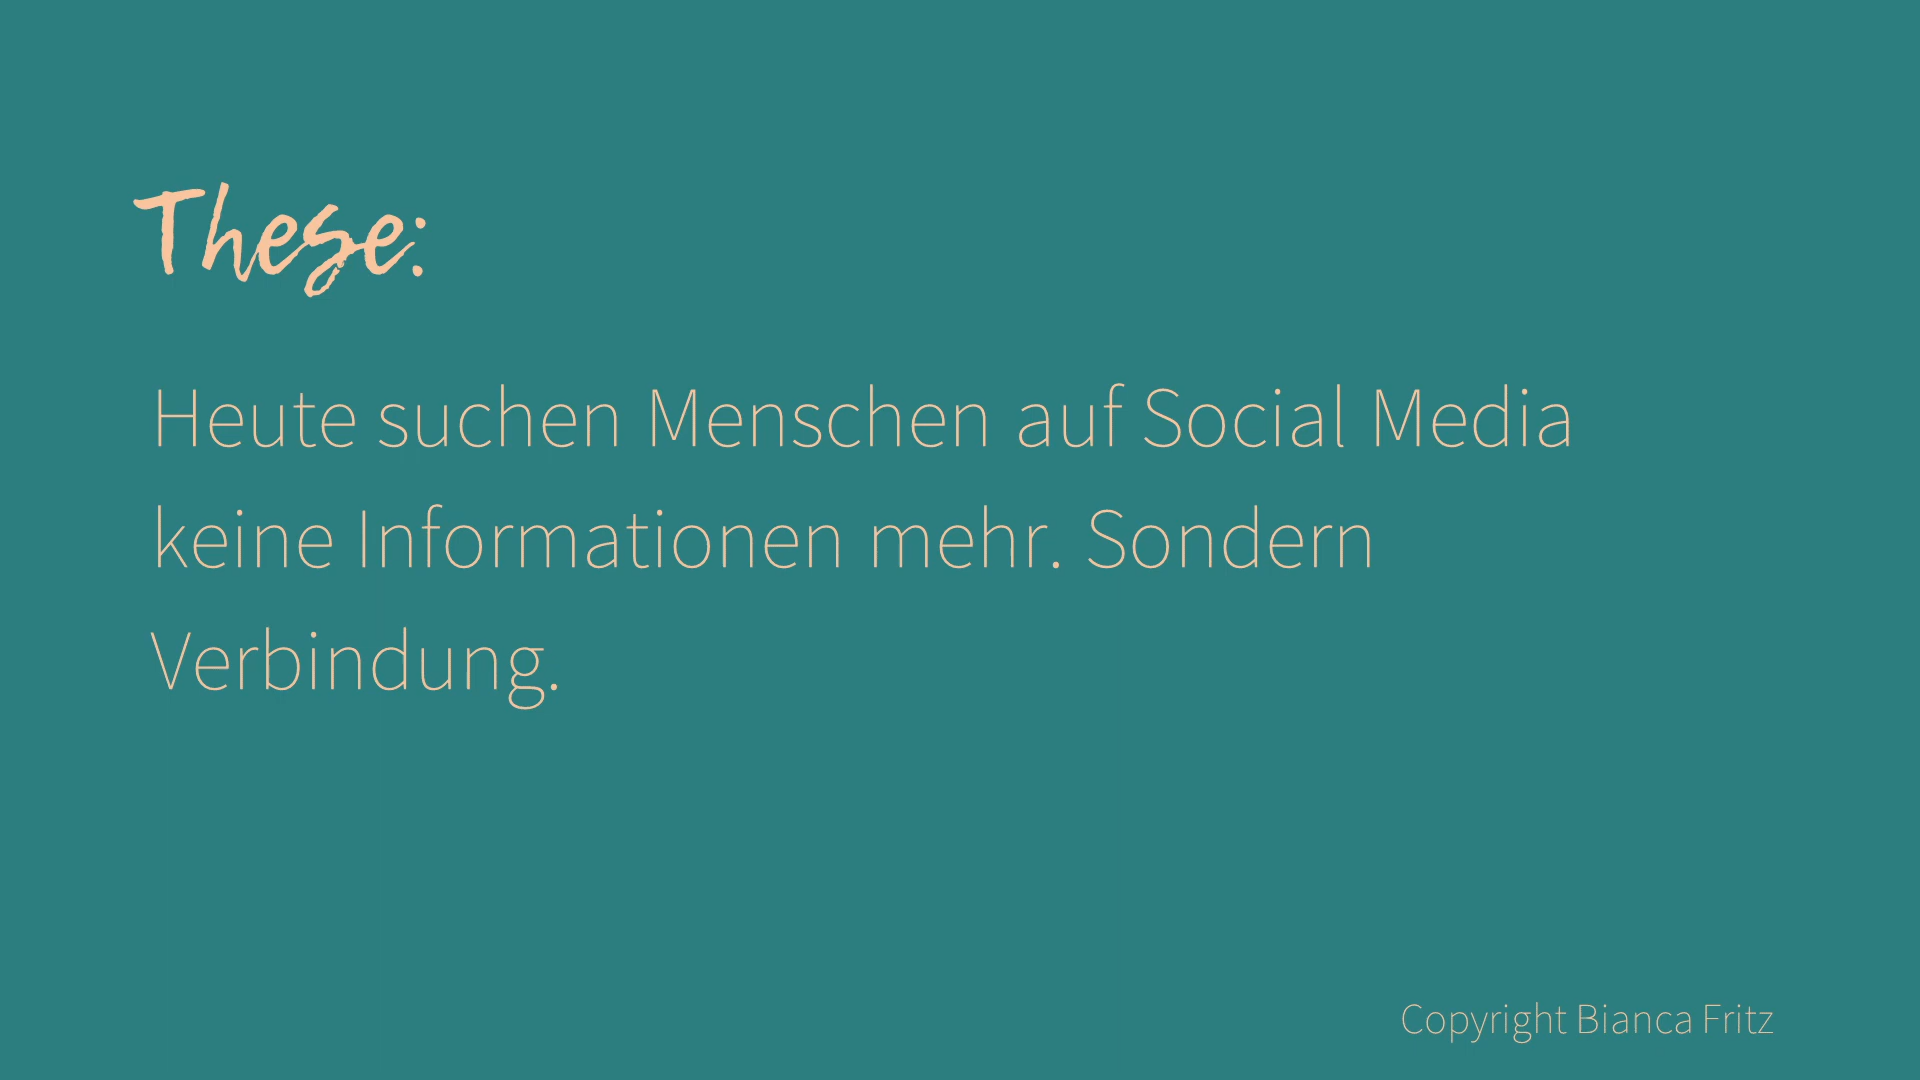 These:
Heute suchen Menschen auf Social Media
keine Informationen mehr. Sondern
Verbindung.
Copyright Bianca Fritz